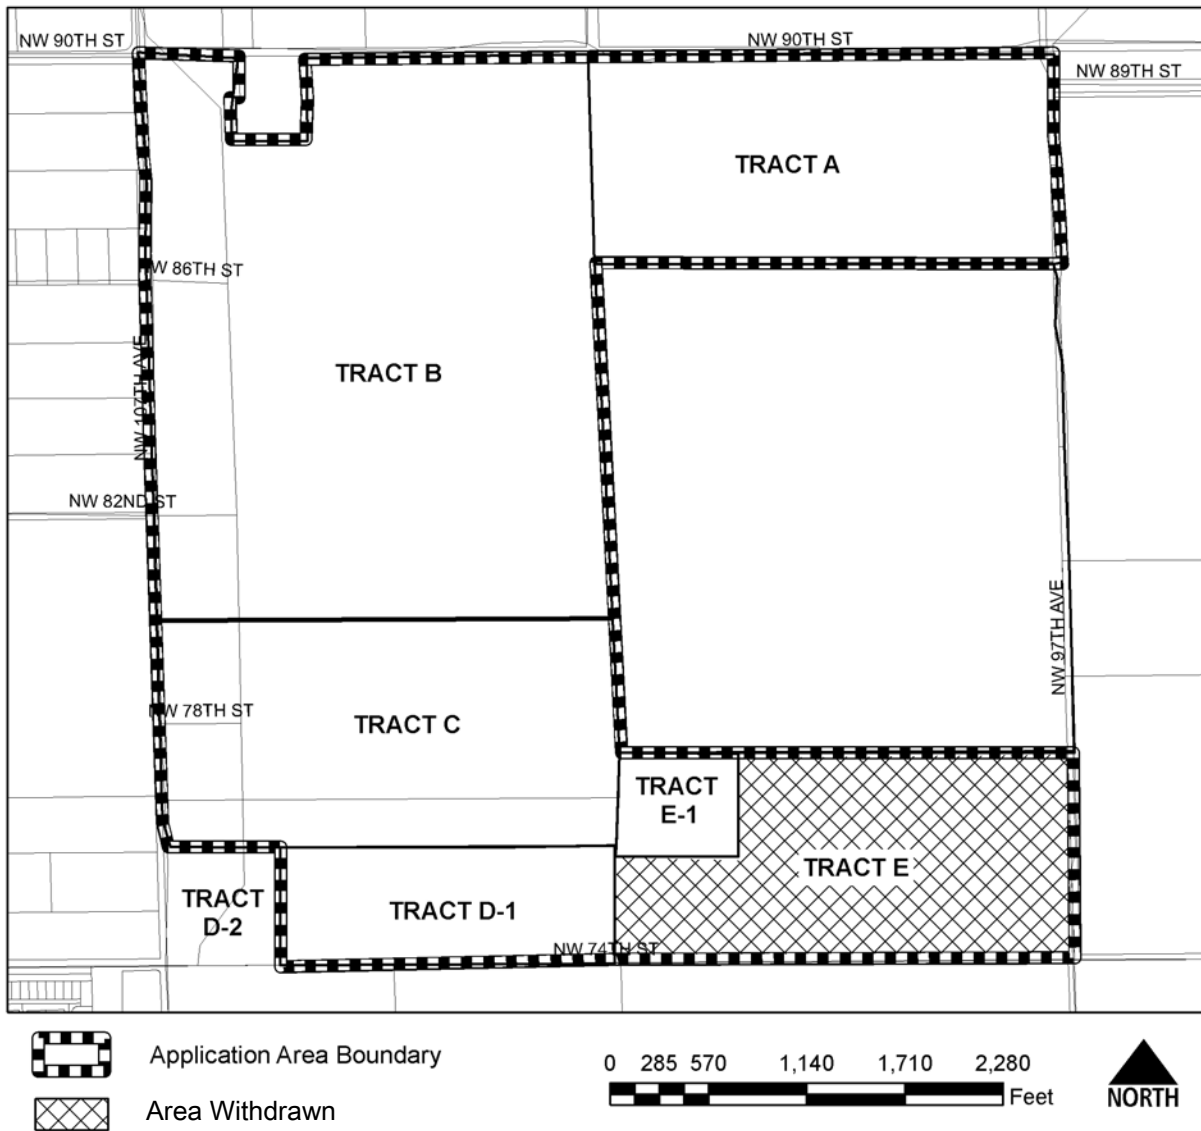 NW 90TH ST
NW 90TH ST
NW 89TH ST
TRACT A
NW 86TH ST
NW 107TH AVE
TRACT B
NW 82ND ST
NW 97TH AVE
NW 78TH ST
TRACT C
TRACT
E-1
TRACT E
TRACT
D-2
TRACT D-1
NW 74TH ST
Application Area Boundary
Area Withdrawn
0 285 570 1,140 1,710 2,280
Feet
NORTH